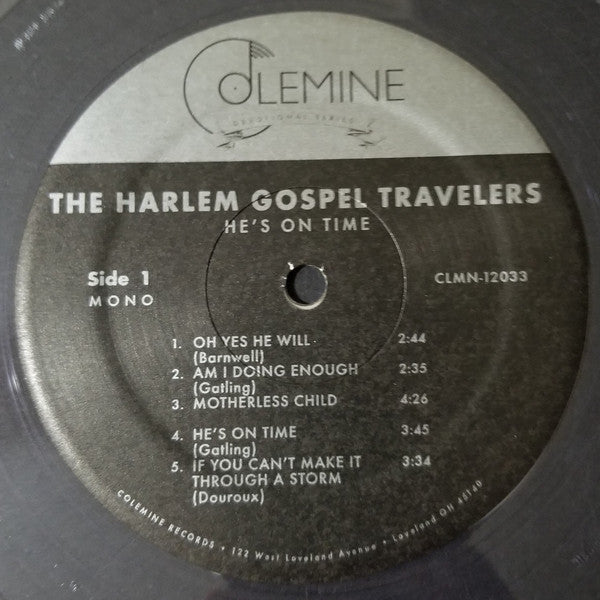 COLEMINE
DEVOTIONAL SERIES
THE HARLEM GOSPEL TRAVELERS
HE'S ON TIME
Side 1
MONO
CLMN-12033
1. OH YES HE WILL 2:44
(Barnwell)
2. AM I DOING ENOUGH 2:35
(Gatling)
3. MOTHERLESS CHILD 4:26
4. HE'S ON TIME 3:45
(Gatling)
5. IF YOU CAN'T MAKE IT 3:34
THROUGH A STORM
(Douroux)
COLEMINE RECORDS • 122 West Loveland Avenue • Loveland OH 45140